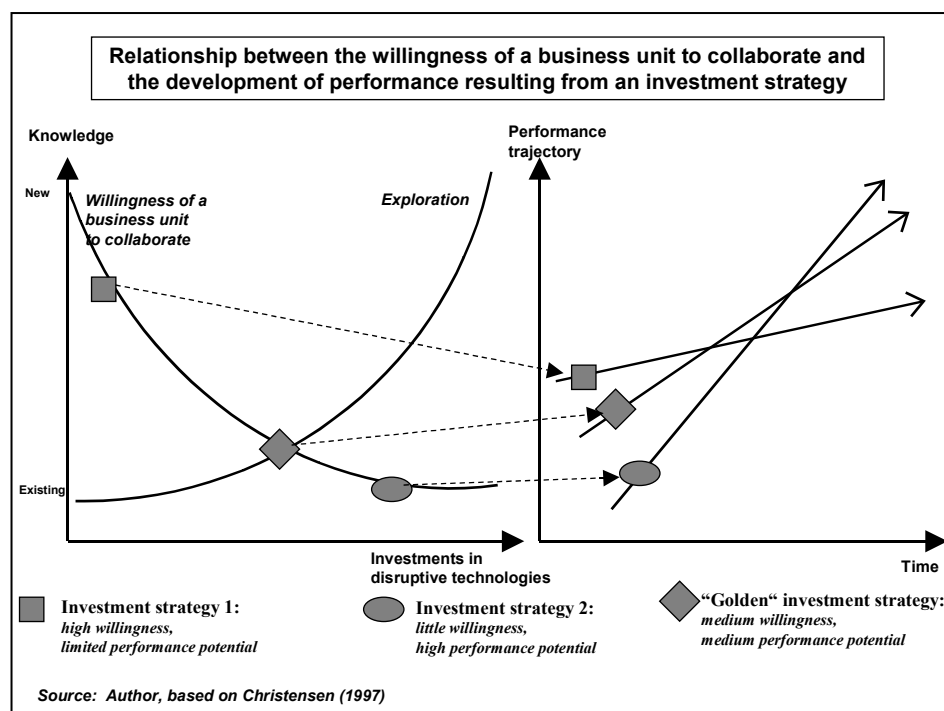 Relationship between the willingness of a business unit to collaborate and
the development of performance resulting from an investment strategy
Knowledge
New
Willingness of a
business unit
to collaborate
Exploration
Existing
Investments in
disruptive technologies
Performance
trajectory
Time
Investment strategy 1:
high willingness,
limited performance potential
Investment strategy 2:
little willingness,
high performance potential
“Golden“ investment strategy:
medium willingness,
medium performance potential
Source: Author, based on Christensen (1997)